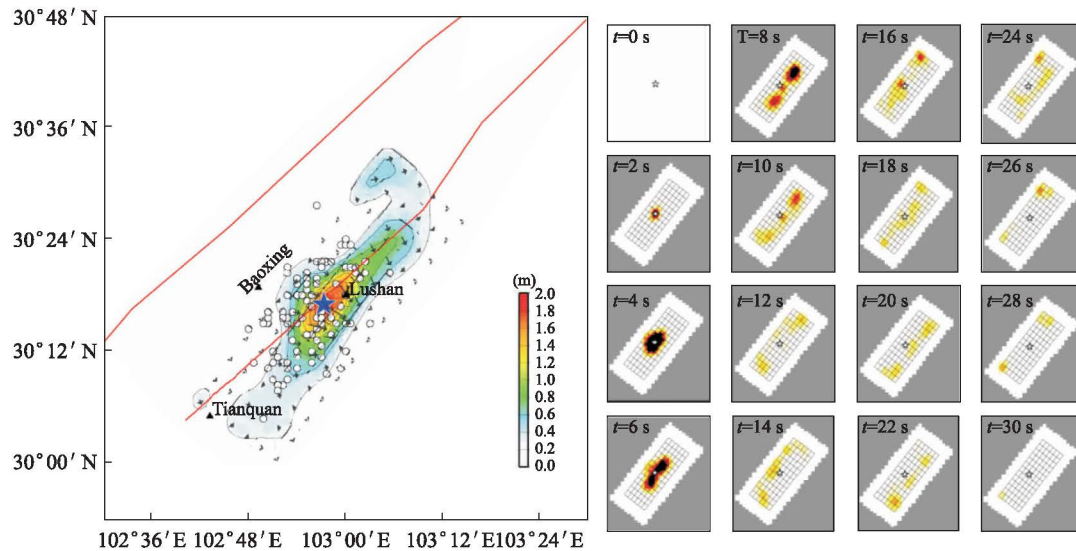 30°48′ N
30°36′ N
30°24′ N
30°12′ N
30°00′ N
102°36′ E
102°48′ E
103°00′ E
103°12′ E
103°24′ E
Baoxing
Lushan
Tianquan
(m)
2.0
1.8
1.6
1.4
1.2
1.0
0.8
0.6
0.4
0.2
0.0
t=0 s
T=8 s
t=16 s
t=24 s
t=2 s
t=10 s
t=18 s
t=26 s
t=4 s
t=12 s
t=20 s
t=28 s
t=6 s
t=14 s
t=22 s
t=30 s